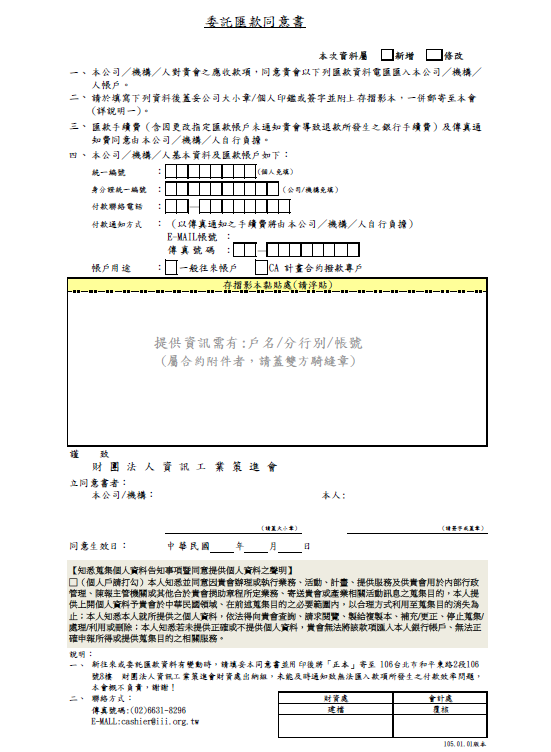 委託匯款同意書
本次資料屬 □新增 □修改
一、本公司／機構／人對貴會之應收款項，同意貴會以下列匯款資料電匯匯入本公司／機構／
人帳戶。
二、請於填寫下列資料後蓋妥公司大小章/個人印鑑或簽字並附上存摺影本，一併郵寄至本會
(詳說明一)。
三、匯款手續費(含因更改指定匯款帳戶未通知貴會導致退款所發生之銀行手續費)及傳真通
知費同意由本公司／機構／人自行負擔。
四、本公司／機構／人基本資料及匯款帳戶如下：
統一編號 ：□□□□□□□□(個人免填)
身分證統一編號 ：□□□□□□□□□□(公司/機構免填)
付款聯絡電話 ：□□—□□□□□□□□
付款通知方式 ：(以傳真通知之手續費將由本公司／機構／人自行負擔)
E-MAIL帳號 ：
傳真號碼 ：□□—□□□□□□□□
帳戶用途 ：□一般往來帳戶 □CA 計畫合約撥款專戶
存摺影本黏貼處(請浮貼)
提供資訊需有:戶名/分行別/帳號
(屬合約附件者，請蓋雙方騎縫章)
謹 致
財團法人資訊工業策進會
立同意書者：
本公司/機構： 本人:
(請蓋大小章) (請簽字或蓋章)
同意生效日： 中華民國 年 月 日
【知悉蒐集個人資料告知事項暨同意提供個人資料之聲明】
□(個人戶請打勾)本人知悉並同意因貴會辦理或執行業務、活動、計畫、提供服務及供貴會用於內部行政
管理、陳報主管機關或其他合於貴會捐助章程所定業務、寄送貴會或產業相關活動訊息之蒐集目的，本人提
供上開個人資料予貴會於中華民國領域、在前述蒐集目的之必要範圍內，以合理方式利用至蒐集目的消失為
止；本人知悉本人就所提供之個人資料，依法得向貴會查詢、請求閱覽、製給複製本、補充/更正、停止蒐集/
處理/利用或刪除；本人知悉若未提供正確或不提供個人資料，貴會無法將該款項匯入本人銀行帳戶、無法正
確申報所得或提供蒐集目的之相關服務。
說明：
一、新往來或委託匯款資料有變動時，請填妥本同意書並用印後將「正本」寄至 106台北市和平東路2段106
號8樓 財團法人資訊工業策進會財資處出納組，未能及時通知致無法匯入款項所發生之付款效率問題，
本會概不負責，謝謝！
二、聯絡方式：
傳真號碼:(02)6631-8296
E-MALL:cashier@iii.org.tw
財資處 會計處
建檔 覆核
105.01.01版本